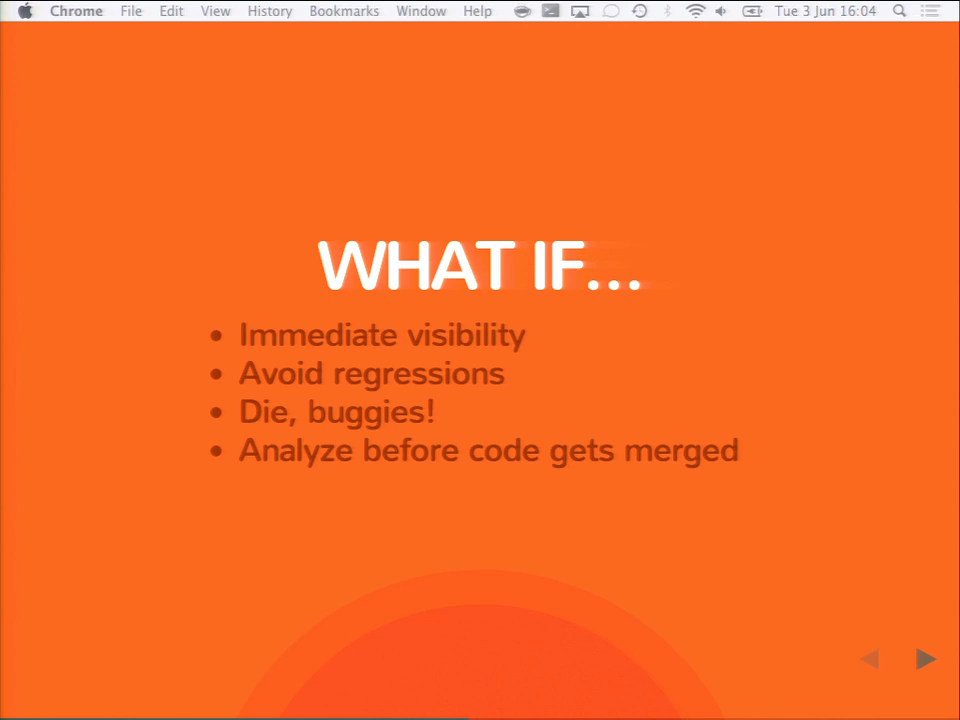 Chrome File Edit View History Bookmarks Window Help Tue 3 Jun 16:04
WHAT IF...
• Immediate visibility
• Avoid regressions
• Die, buggies!
• Analyze before code gets merged